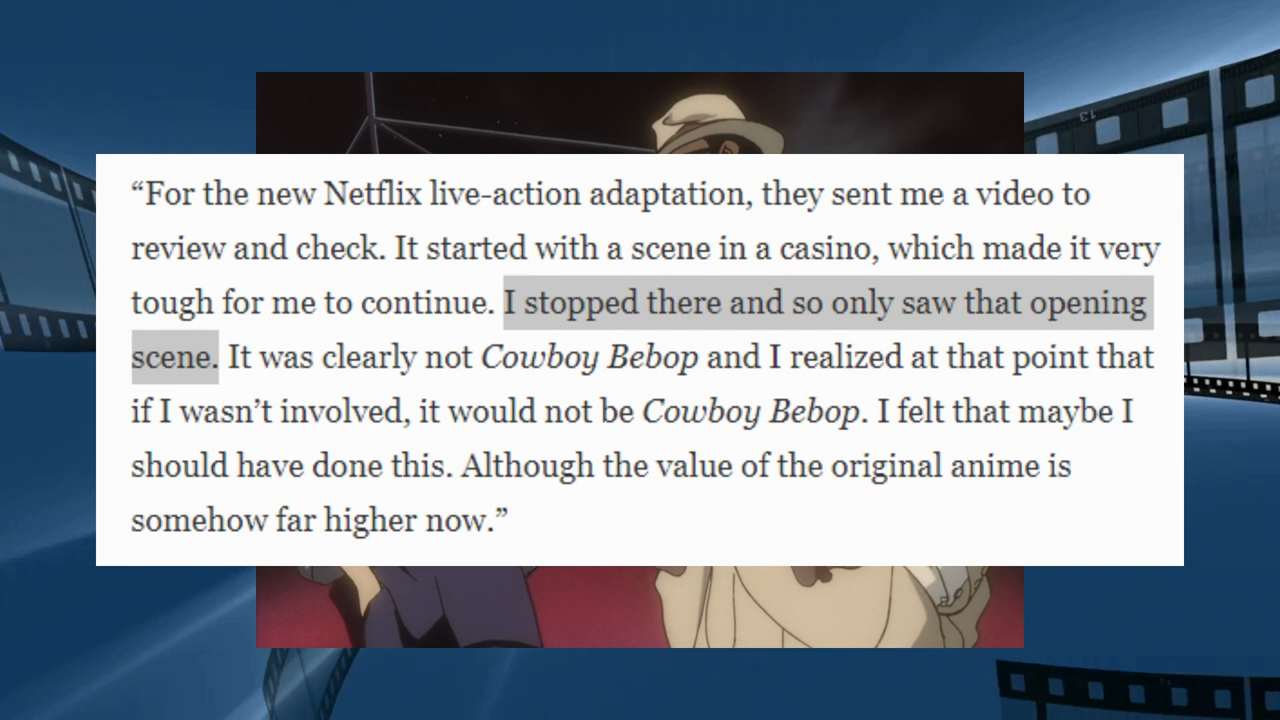 “For the new Netflix live-action adaptation, they sent me a video to
review and check. It started with a scene in a casino, which made it very
tough for me to continue. I stopped there and so only saw that opening
scene. It was clearly not Cowboy Bebop and I realized at that point that
if I wasn’t involved, it would not be Cowboy Bebop. I felt that maybe I
should have done this. Although the value of the original anime is
somehow far higher now.”
13